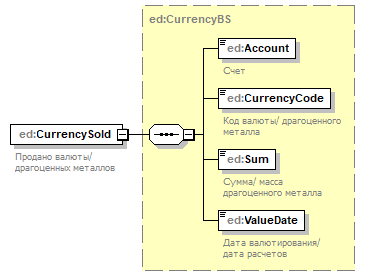 ed:CurrencyBS
ed:Account
Счет
ed:CurrencyCode
Код валюты/ драгоценного
металла
ed:CurrencySold
Продано валюты/
драгоценных металлов
ed:Sum
Сумма/ масса
драгоценного металла
ed:ValueDate
Дата валютирования/
дата расчетов